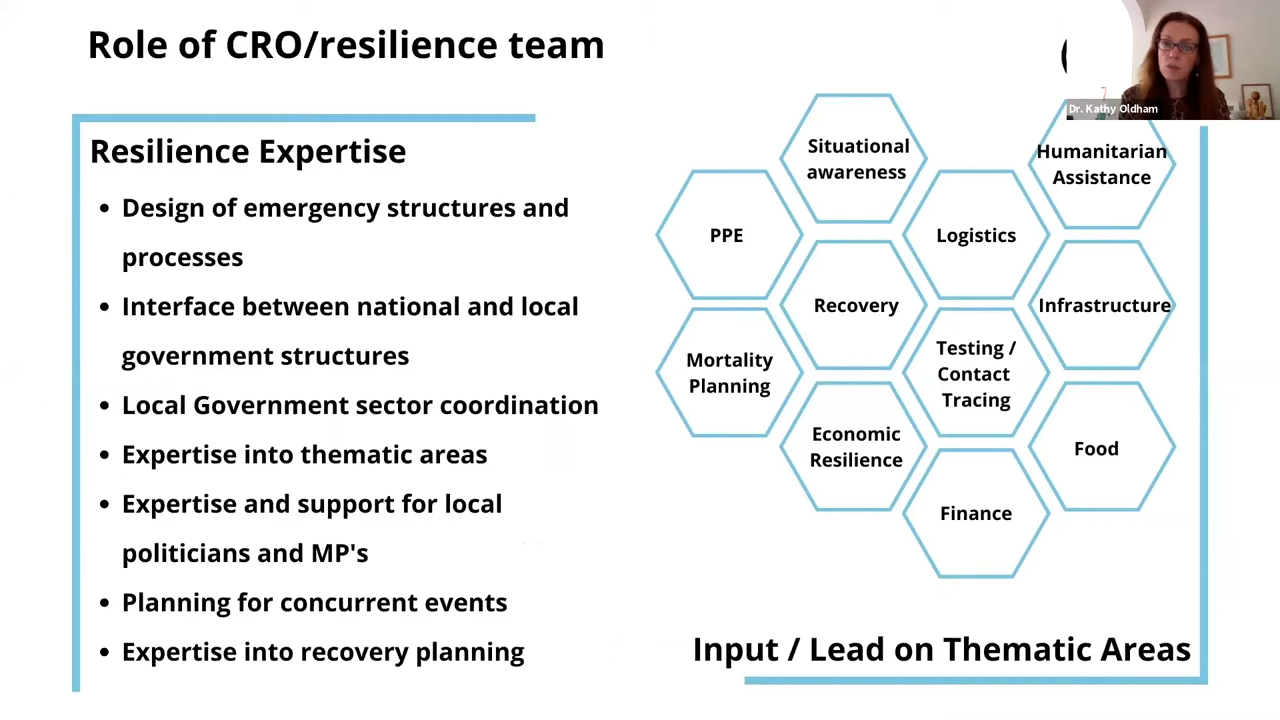 Role of CRO/resilience team
Dr. Kathy Oldham
Resilience Expertise
• Design of emergency structures and
processes
• Interface between national and local
government structures
• Local Government sector coordination
• Expertise into thematic areas
• Expertise and support for local
politicians and MP's
• Planning for concurrent events
• Expertise into recovery planning
Situational
awareness
Humanitarian
Assistance
PPE
Logistics
Recovery
Infrastructure
Mortality
Planning
Testing /
Contact
Tracing
Economic
Resilience
Food
Finance
Input / Lead on Thematic Areas